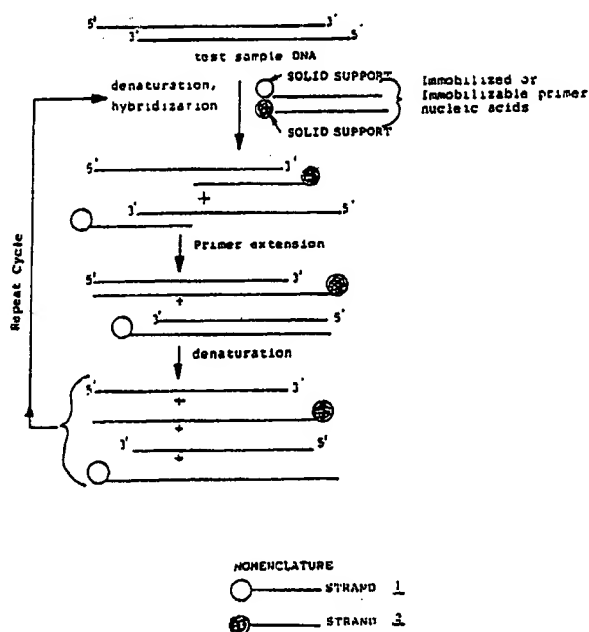 5' 3'
3' 5'
test sample DNA
denaturation,
hybridization
SOLID SUPPORT
SOLID SUPPORT
Immobilized or
Immobilizable primer
nucleic acids
5' 3'
+
3' 5'
Primer extension
5' 3'
+
3' 5'
denaturation
5' 3'
+
+
3' 5'
+
Repeat Cycle
NOMENCLATURE
STRAND 1
STRAND 2